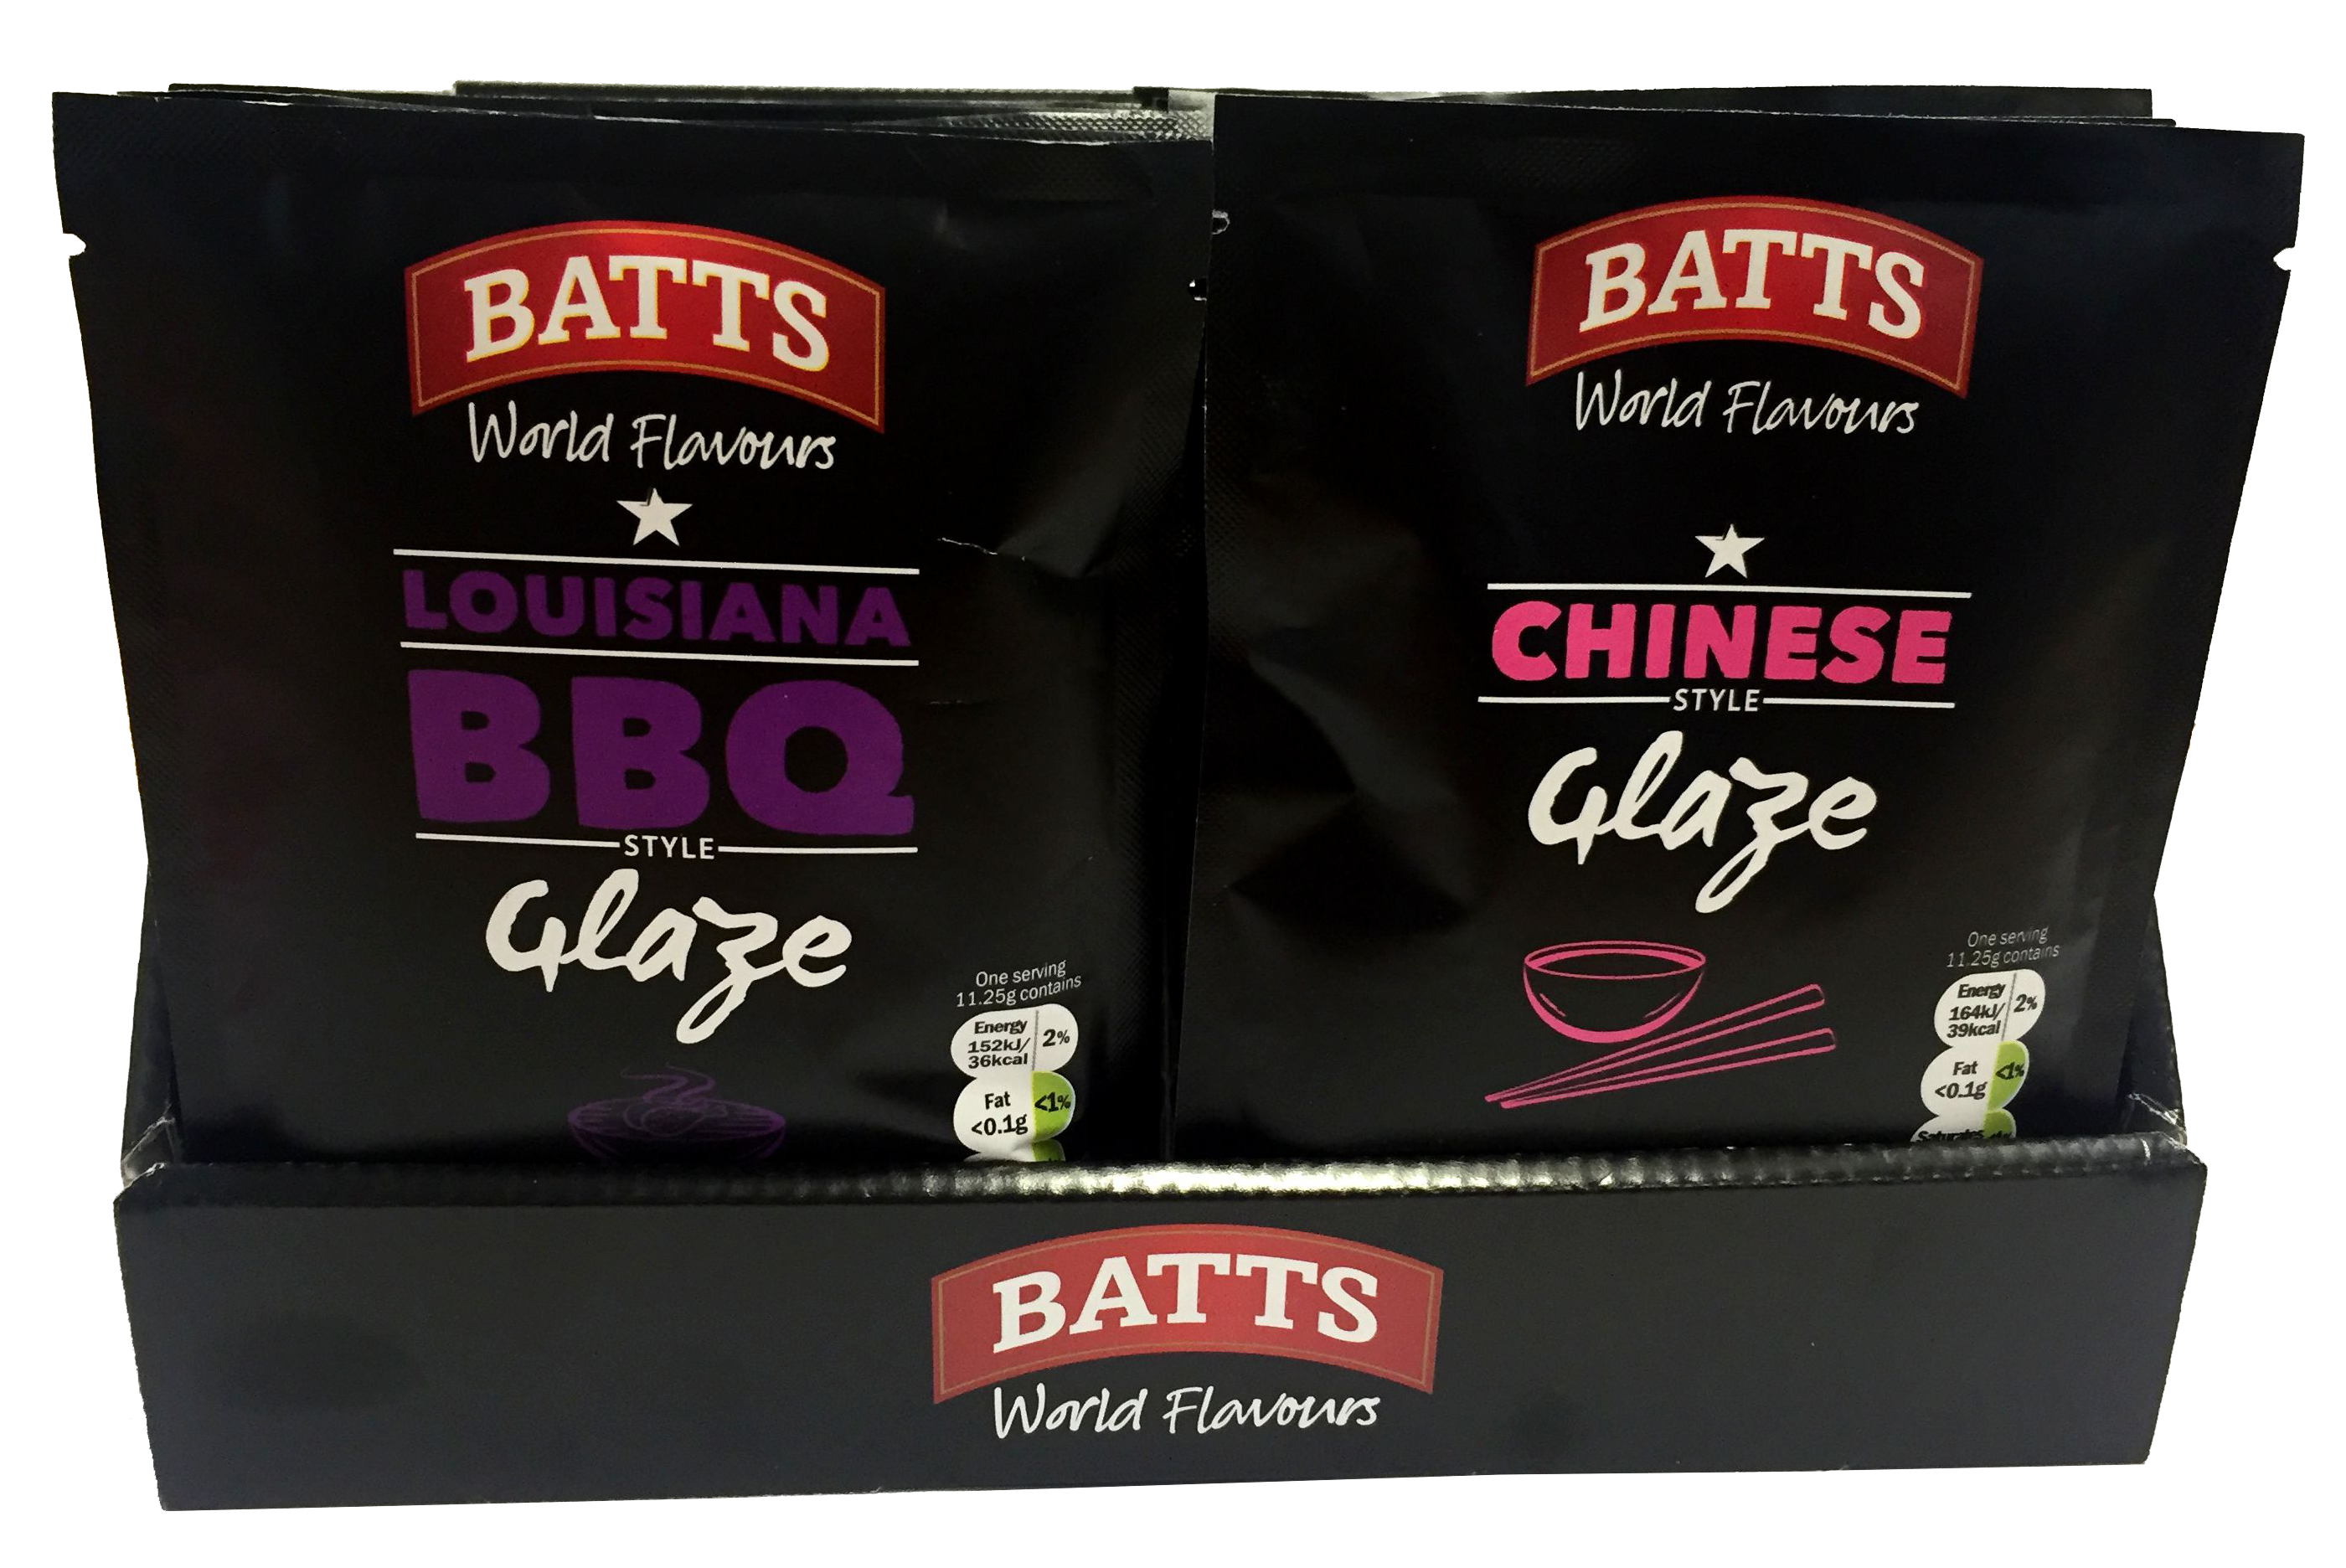 BATTS
World Flavours
LOUISIANA
BBQ
STYLE
Glaze
One serving
11.25g contains
Energy
152kJ/
36kcal
2%
Fat
<0.1g
<1%
BATTS
World Flavours
CHINESE
STYLE
Glaze
One serving
11.25g contains
Energy
164kJ/
39kcal
2%
Fat
<0.1g
<1%
Saturates
BATTS
World Flavours